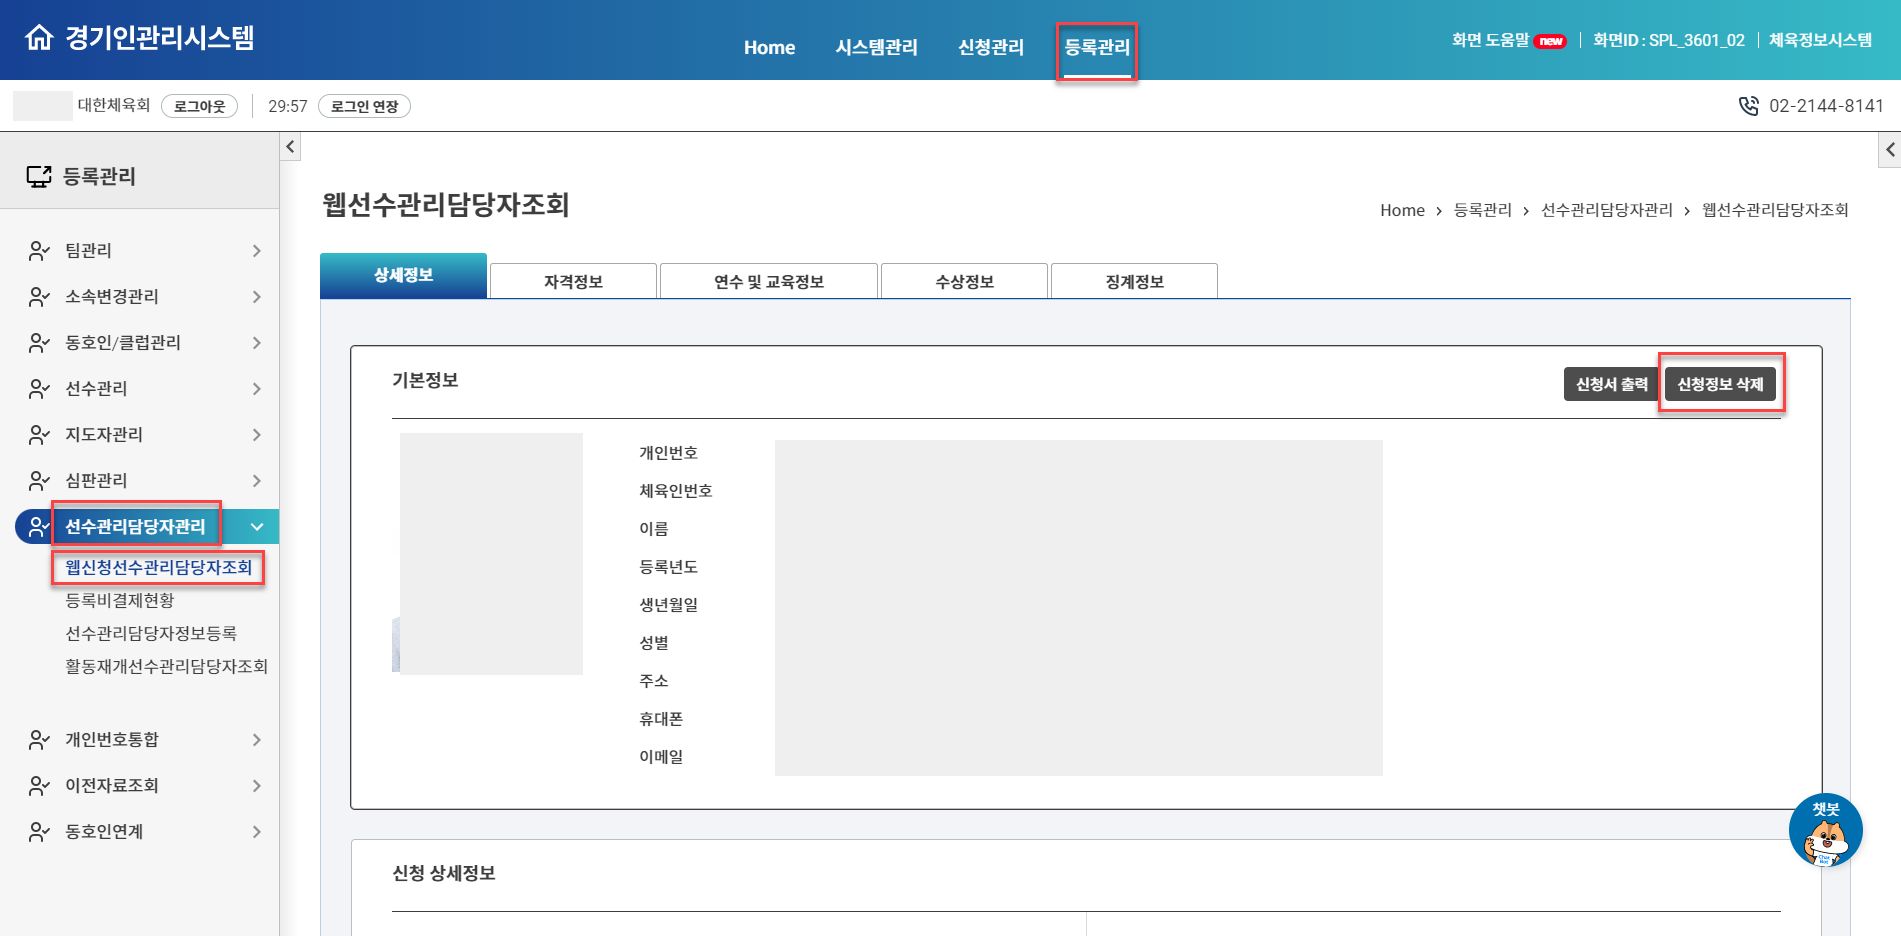 경기인관리시스템
Home 시스템관리 신청관리 등록관리
화면 도움말 new 화면ID : SPL_3601_02 체육정보시스템
대한체육회 로그아웃 29:57 로그인 연장
02-2144-8141
등록관리
팀관리
소속변경관리
동호인/클럽관리
선수관리
지도자관리
심판관리
선수관리담당자관리
웹신청선수관리담당자조회
등록비결제현황
선수관리담당자정보등록
활동재개선수관리담당자조회
개인번호통합
이전자료조회
동호인연계
웹선수관리담당자조회
Home > 등록관리 > 선수관리담당자관리 > 웹선수관리담당자조회
상세정보 자격정보 연수 및 교육정보 수상정보 징계정보
기본정보
신청서 출력 신청정보 삭제
개인번호
체육인번호
이름
등록년도
생년월일
성별
주소
휴대폰
이메일
챗봇
Chat
Bot
신청 상세정보